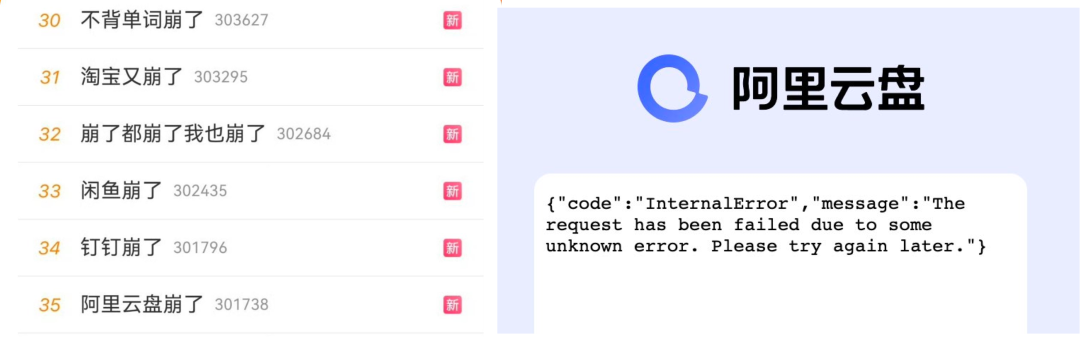 30 不背单词崩了 303627 新
31 淘宝又崩了 303295 新
32 崩了都崩了我也崩了 302684 新
33 闲鱼崩了 302435 新
34 钉钉崩了 301796 新
35 阿里云盘崩了 301738 新
阿里云盘
{"code":"InternalError","message":"The
request has been failed due to some
unknown error. Please try again later."}